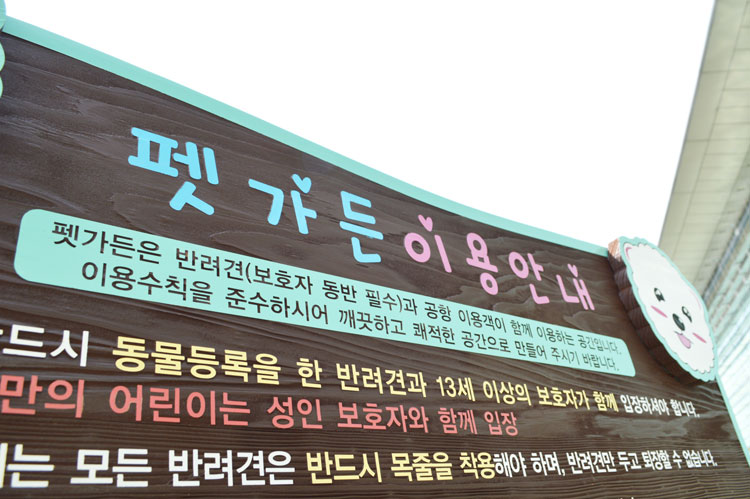 펫가든 이용안내
펫가든은 반려견(보호자 동반 필수)과 공항 이용객이 함께 이용하는 공간입니다.
이용수칙을 준수하시어 깨끗하고 쾌적한 공간으로 만들어 주시기 바랍니다.
반드시 동물등록을 한 반려견과 13세 이상의 보호자가 함께 입장하셔야 합니다.
만의 어린이는 성인 보호자와 함께 입장
는 모든 반려견은 반드시 목줄을 착용해야 하며, 반려견만 두고 퇴장할 수 없습니다.